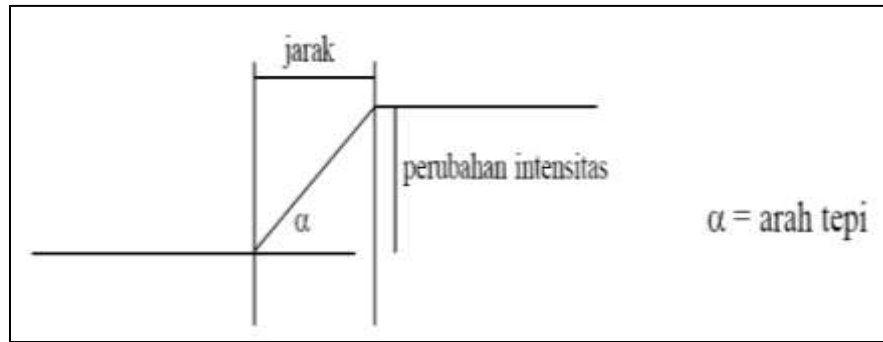 jarak
perubahan intensitas
α
α = arah tepi